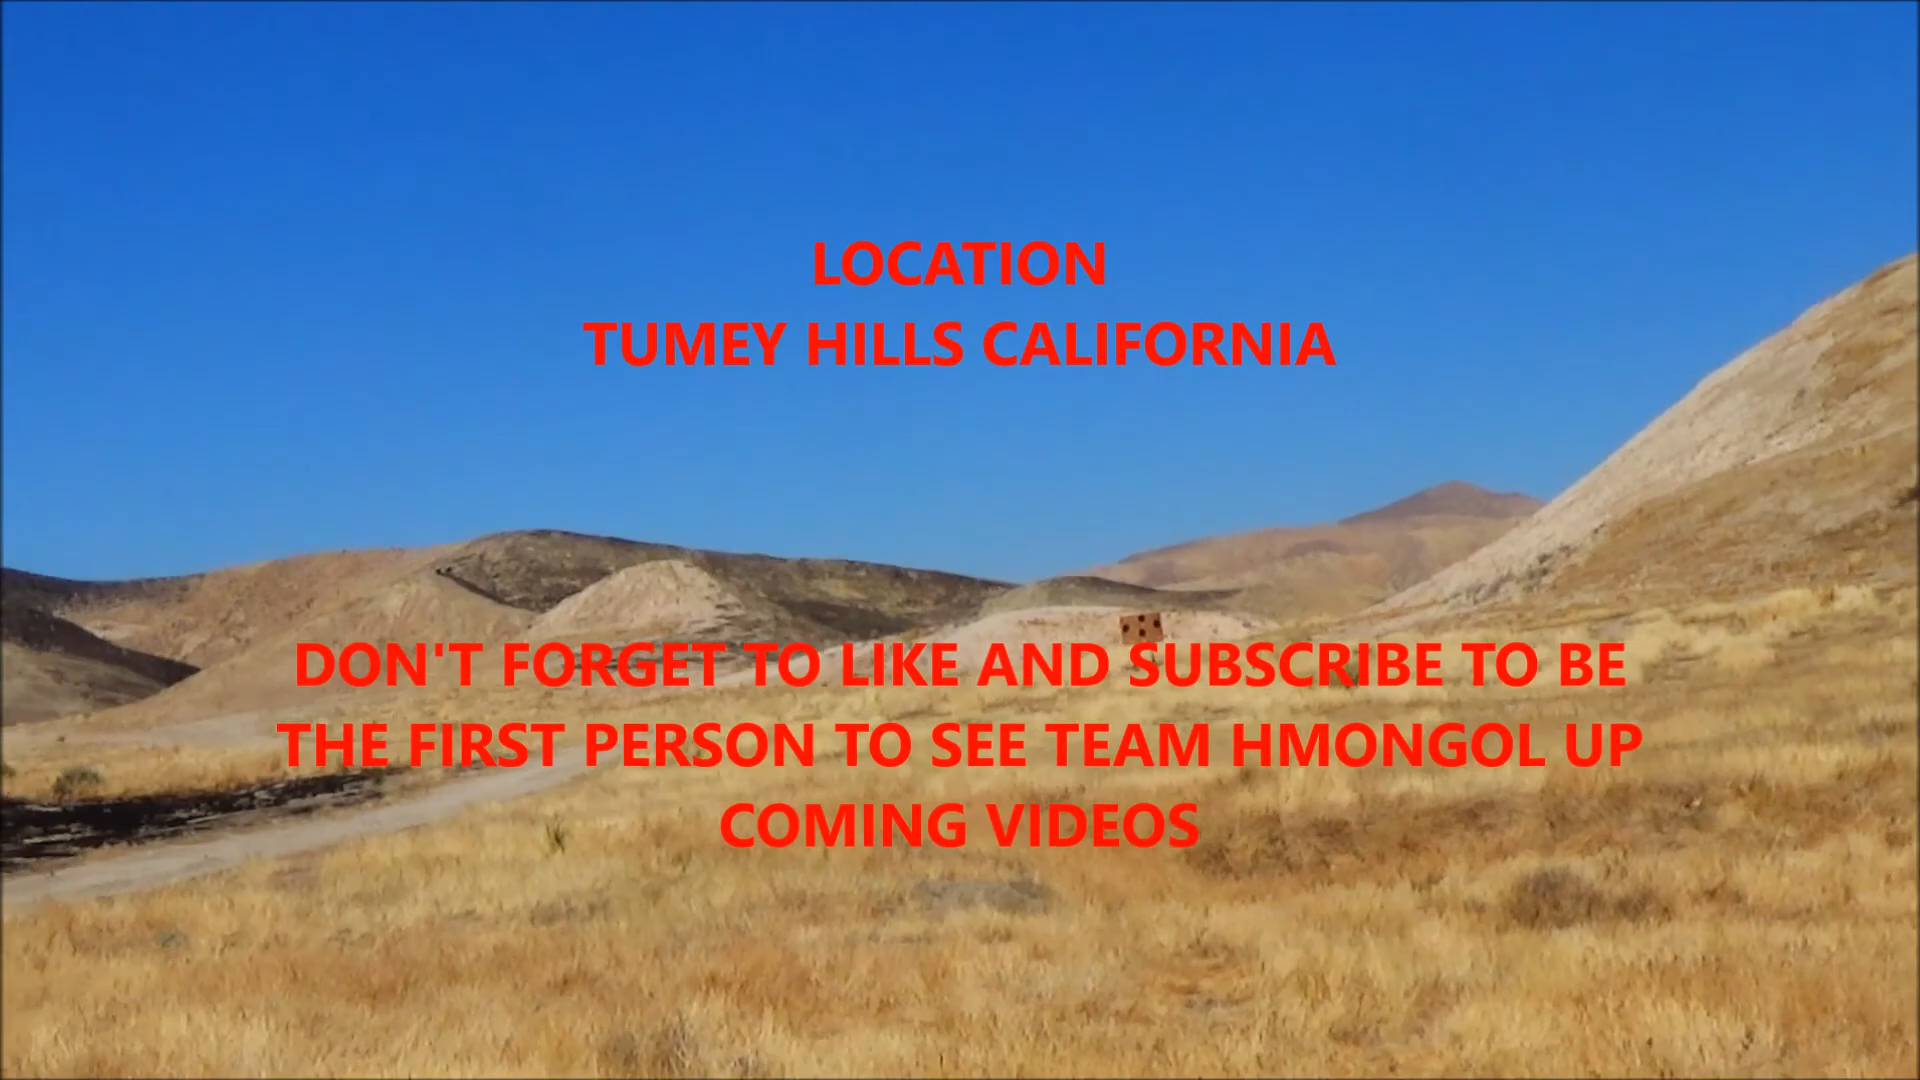 LOCATION
TUMEY HILLS CALIFORNIA
DON'T FORGET TO LIKE AND SUBSCRIBE TO BE
THE FIRST PERSON TO SEE TEAM HMONGOL UP
COMING VIDEOS